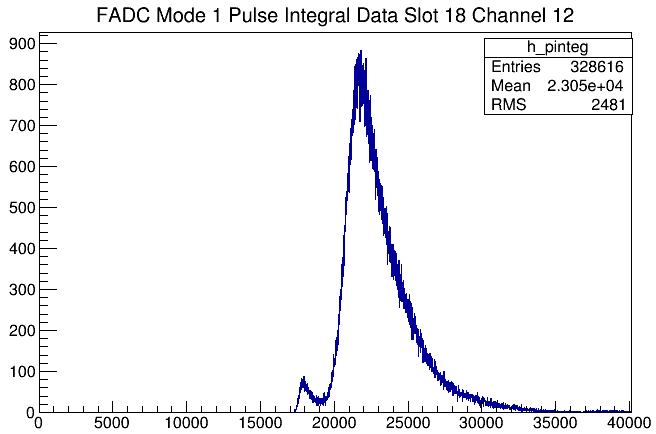 FADC Mode 1 Pulse Integral Data Slot 18 Channel 12
h_pinteg
Entries 328616
Mean 2.305e+04
RMS 2481
900
800
700
600
500
400
300
200
100
0
0 5000 10000 15000 20000 25000 30000 35000 40000